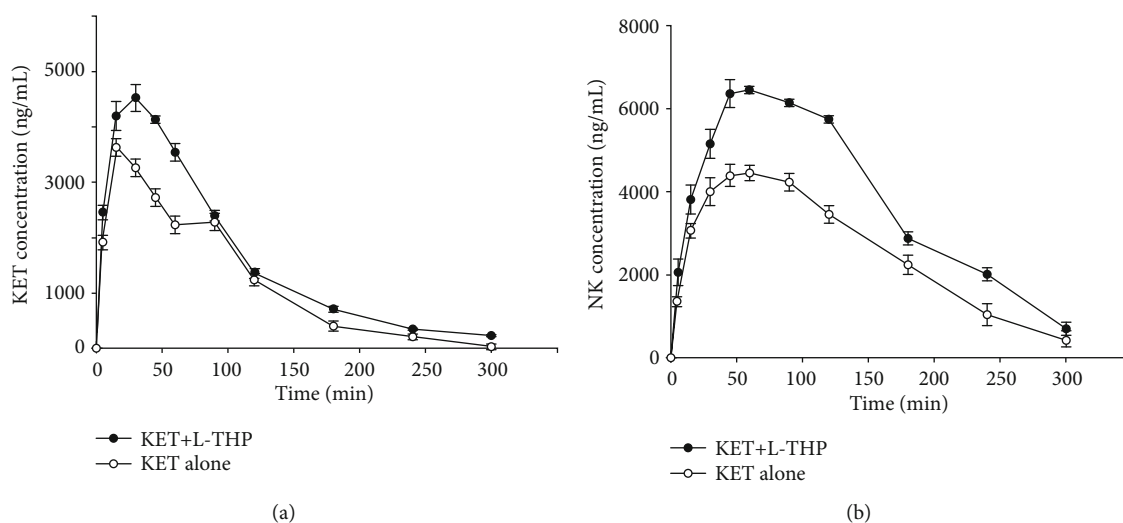 KET concentration (ng/mL)
5000
3000
1000
0
0 50 100 150 200 250 300
Time (min)
KET+L-THP
KET alone
(a)
NK concentration (ng/mL)
8000
6000
4000
2000
0
0 50 100 150 200 250 300
Time (min)
KET+L-THP
KET alone
(b)